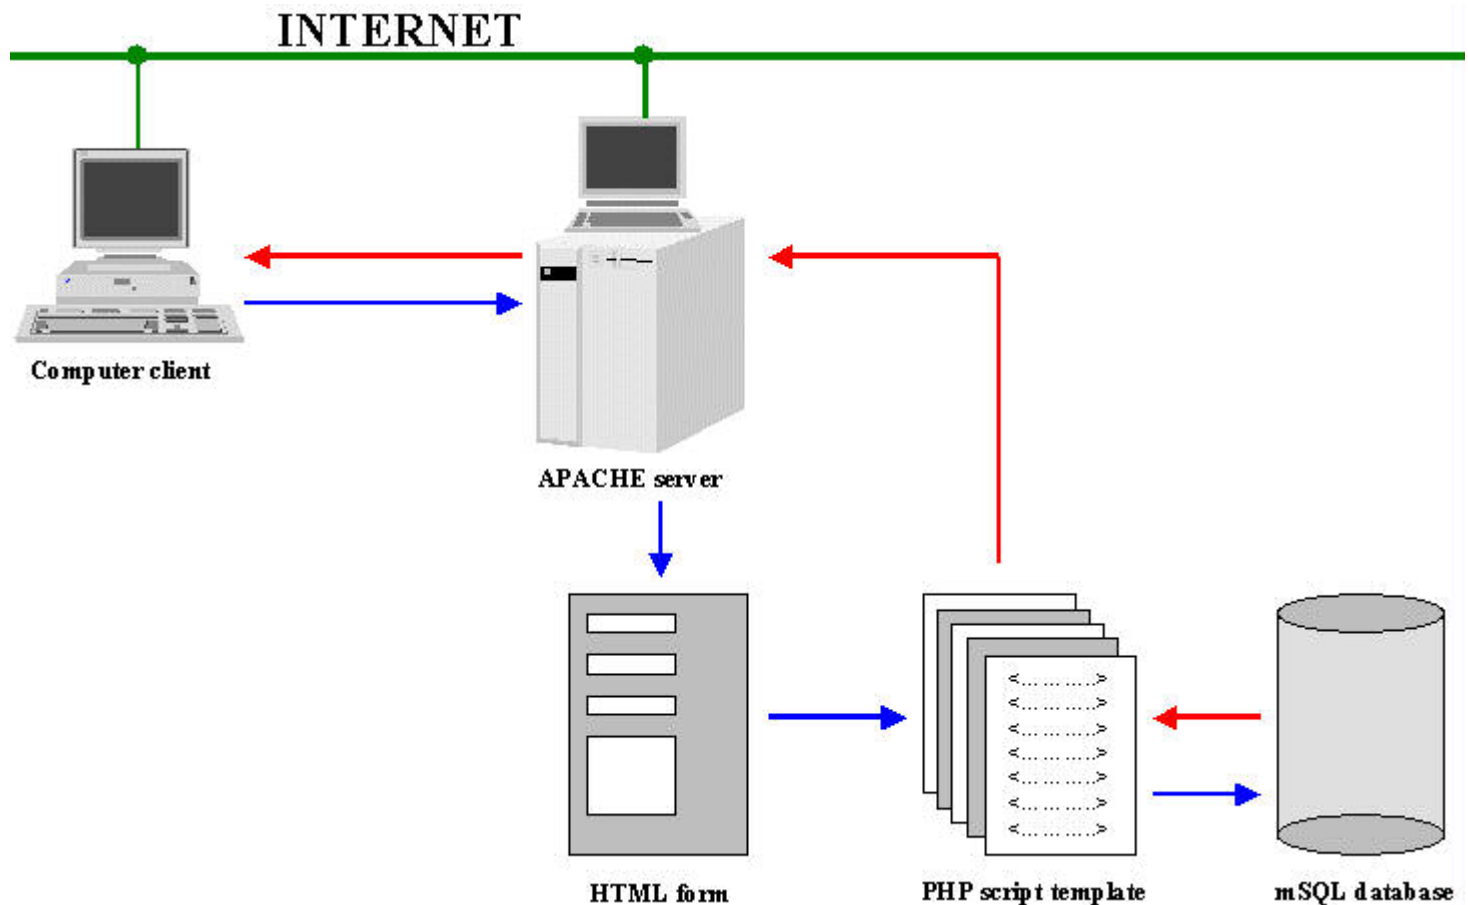 INTERNET
Computer client
APACHE server
<... ... ...>
<... ... ...>
<... ... ...>
<... ... ...>
<... ... ...>
<... ... ...>
<... ... ...>
HTML form
PHP script template
mSQL database